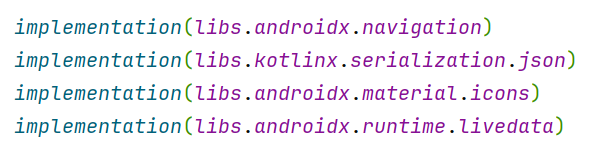 implementation(libs.androidx.navigation)
implementation(libs.kotlinx.serialization.json)
implementation(libs.androidx.material.icons)
implementation(libs.androidx.runtime.livedata)